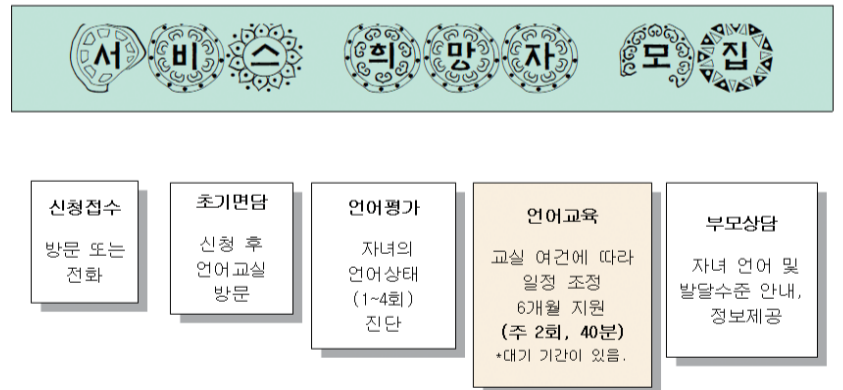 서비스 희망자 모집
신청접수
방문 또는
전화
초기면담
신청 후
언어교실
방문
언어평가
자녀의
언어상태
(1~4회)
진단
언어교육
교실 여건에 따라
일정 조정
6개월 지원
(주 2회, 40분)
*대기 기간이 있음.
부모상담
자녀 언어 및
발달수준 안내,
정보제공